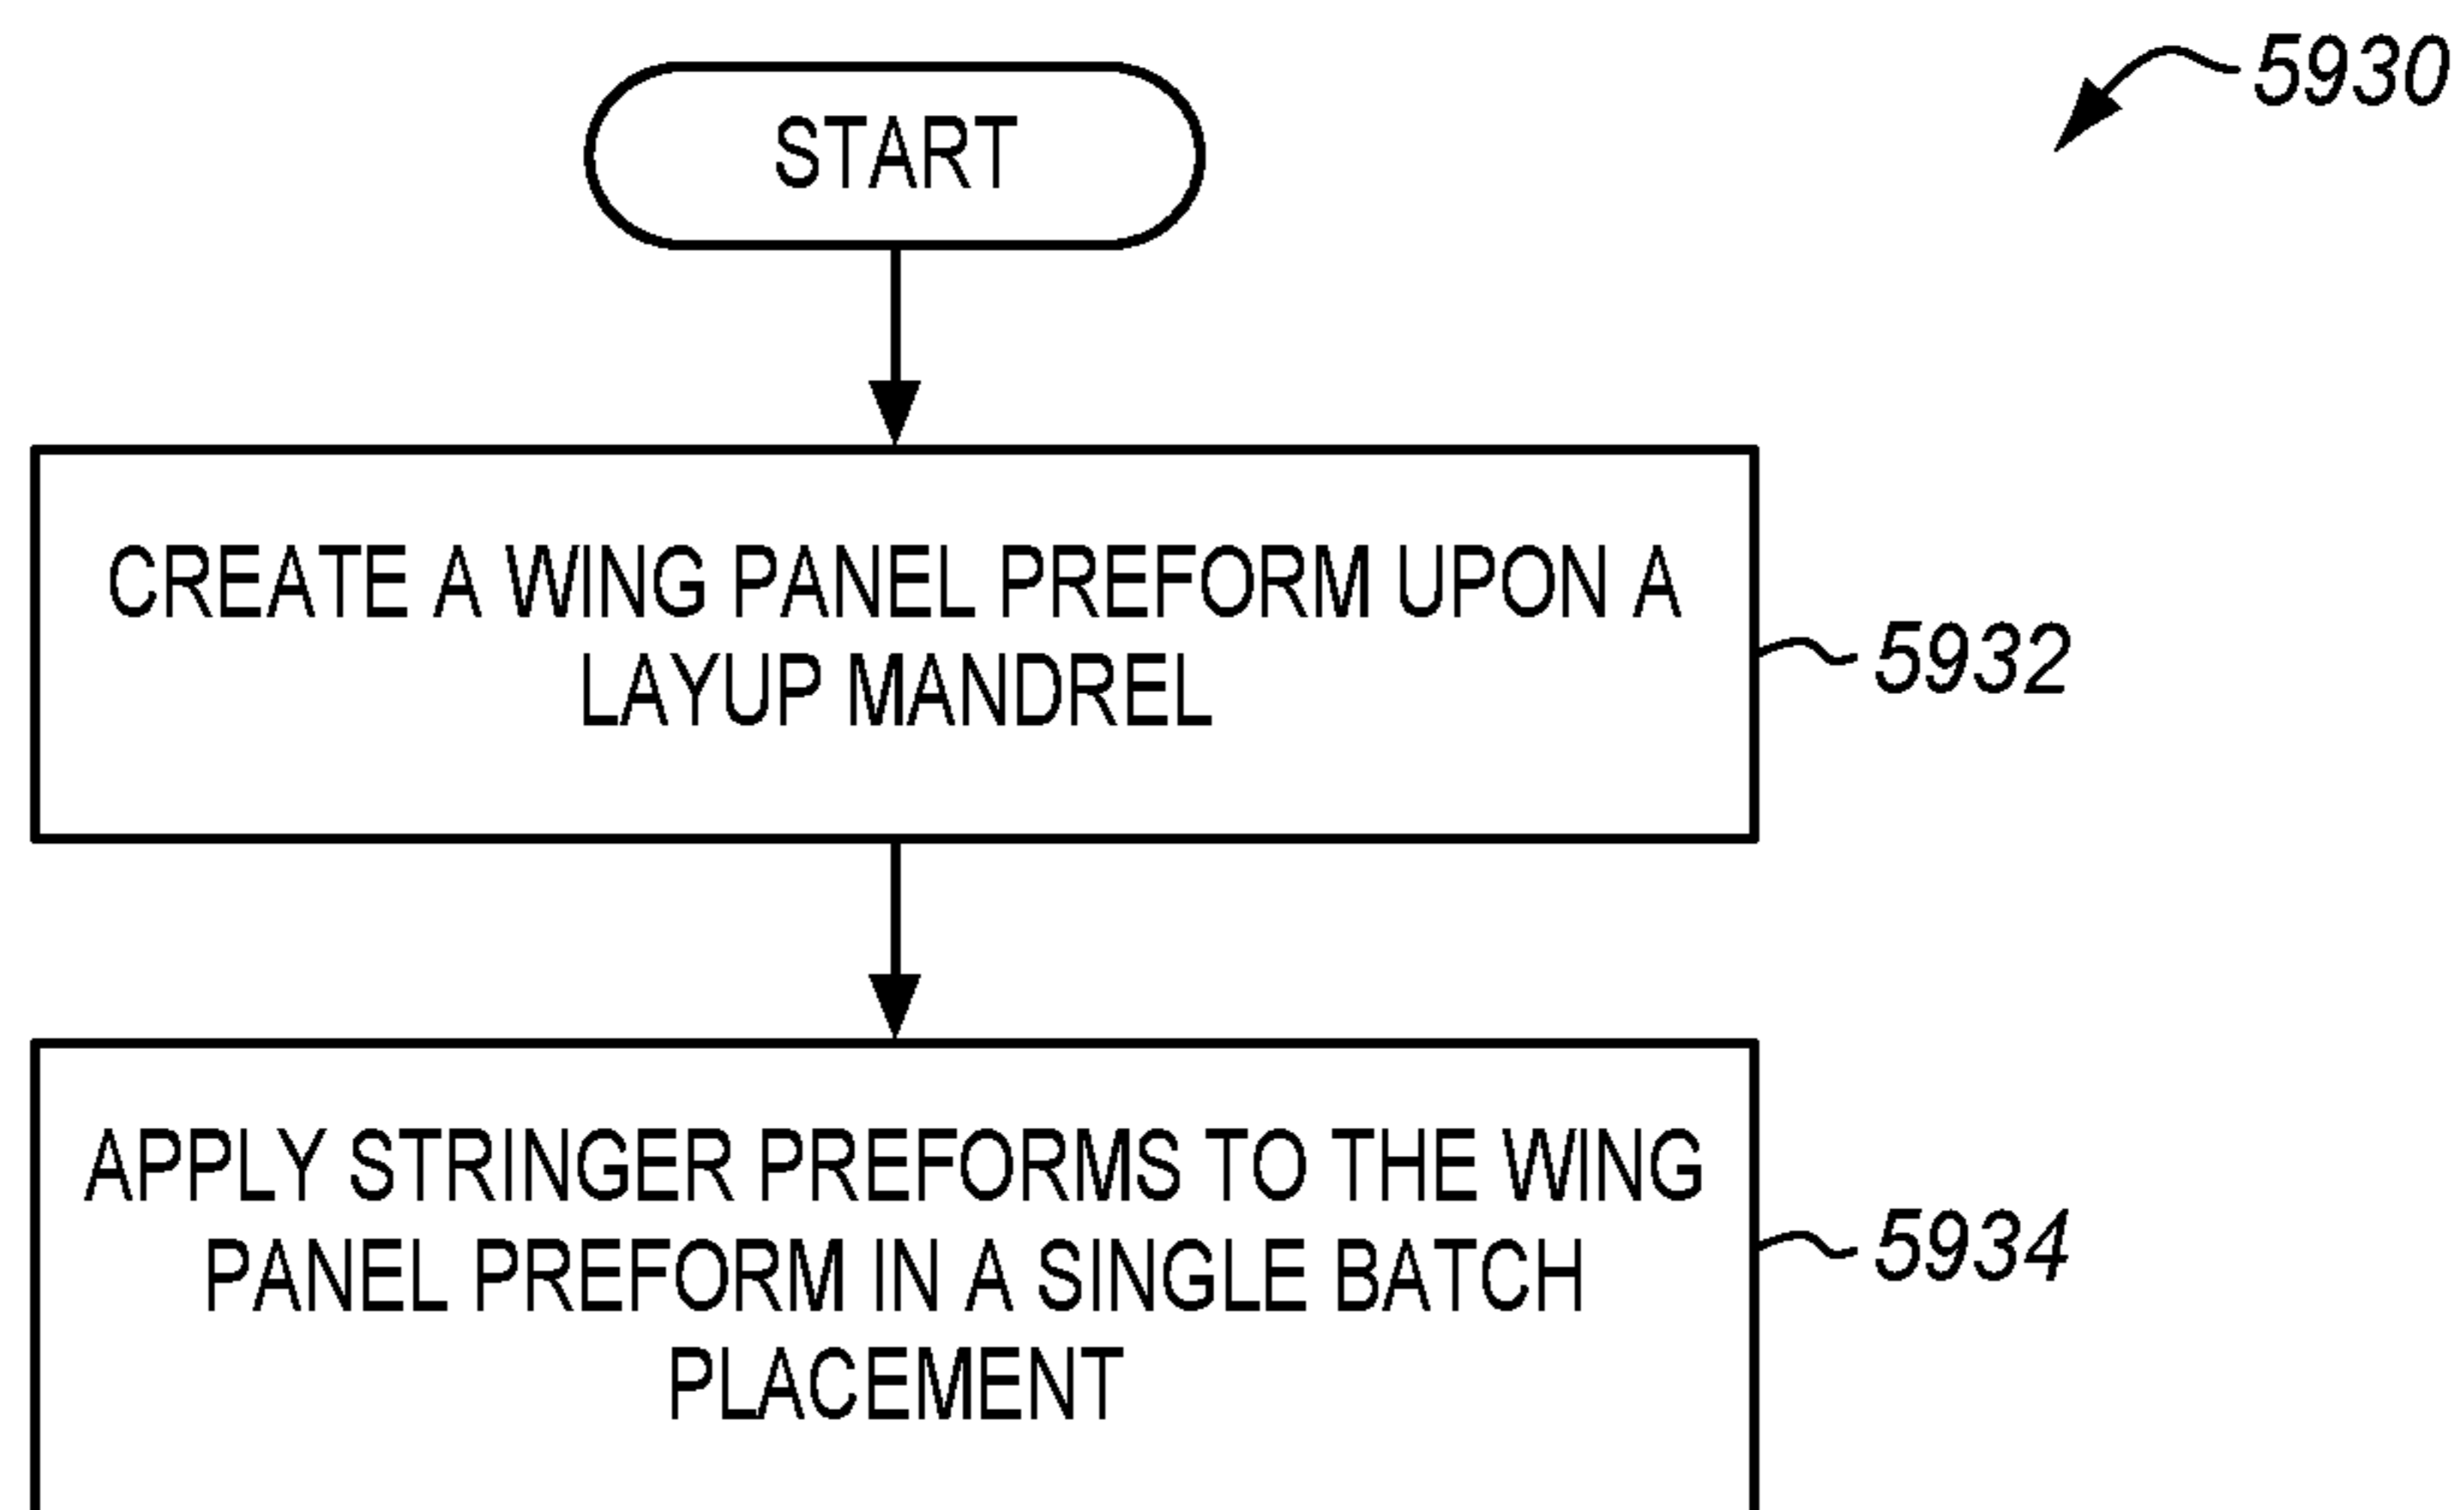 5930
START
CREATE A WING PANEL PREFORM UPON A
LAYUP MANDREL
5932
APPLY STRINGER PREFORMS TO THE WING
PANEL PREFORM IN A SINGLE BATCH
PLACEMENT
5934